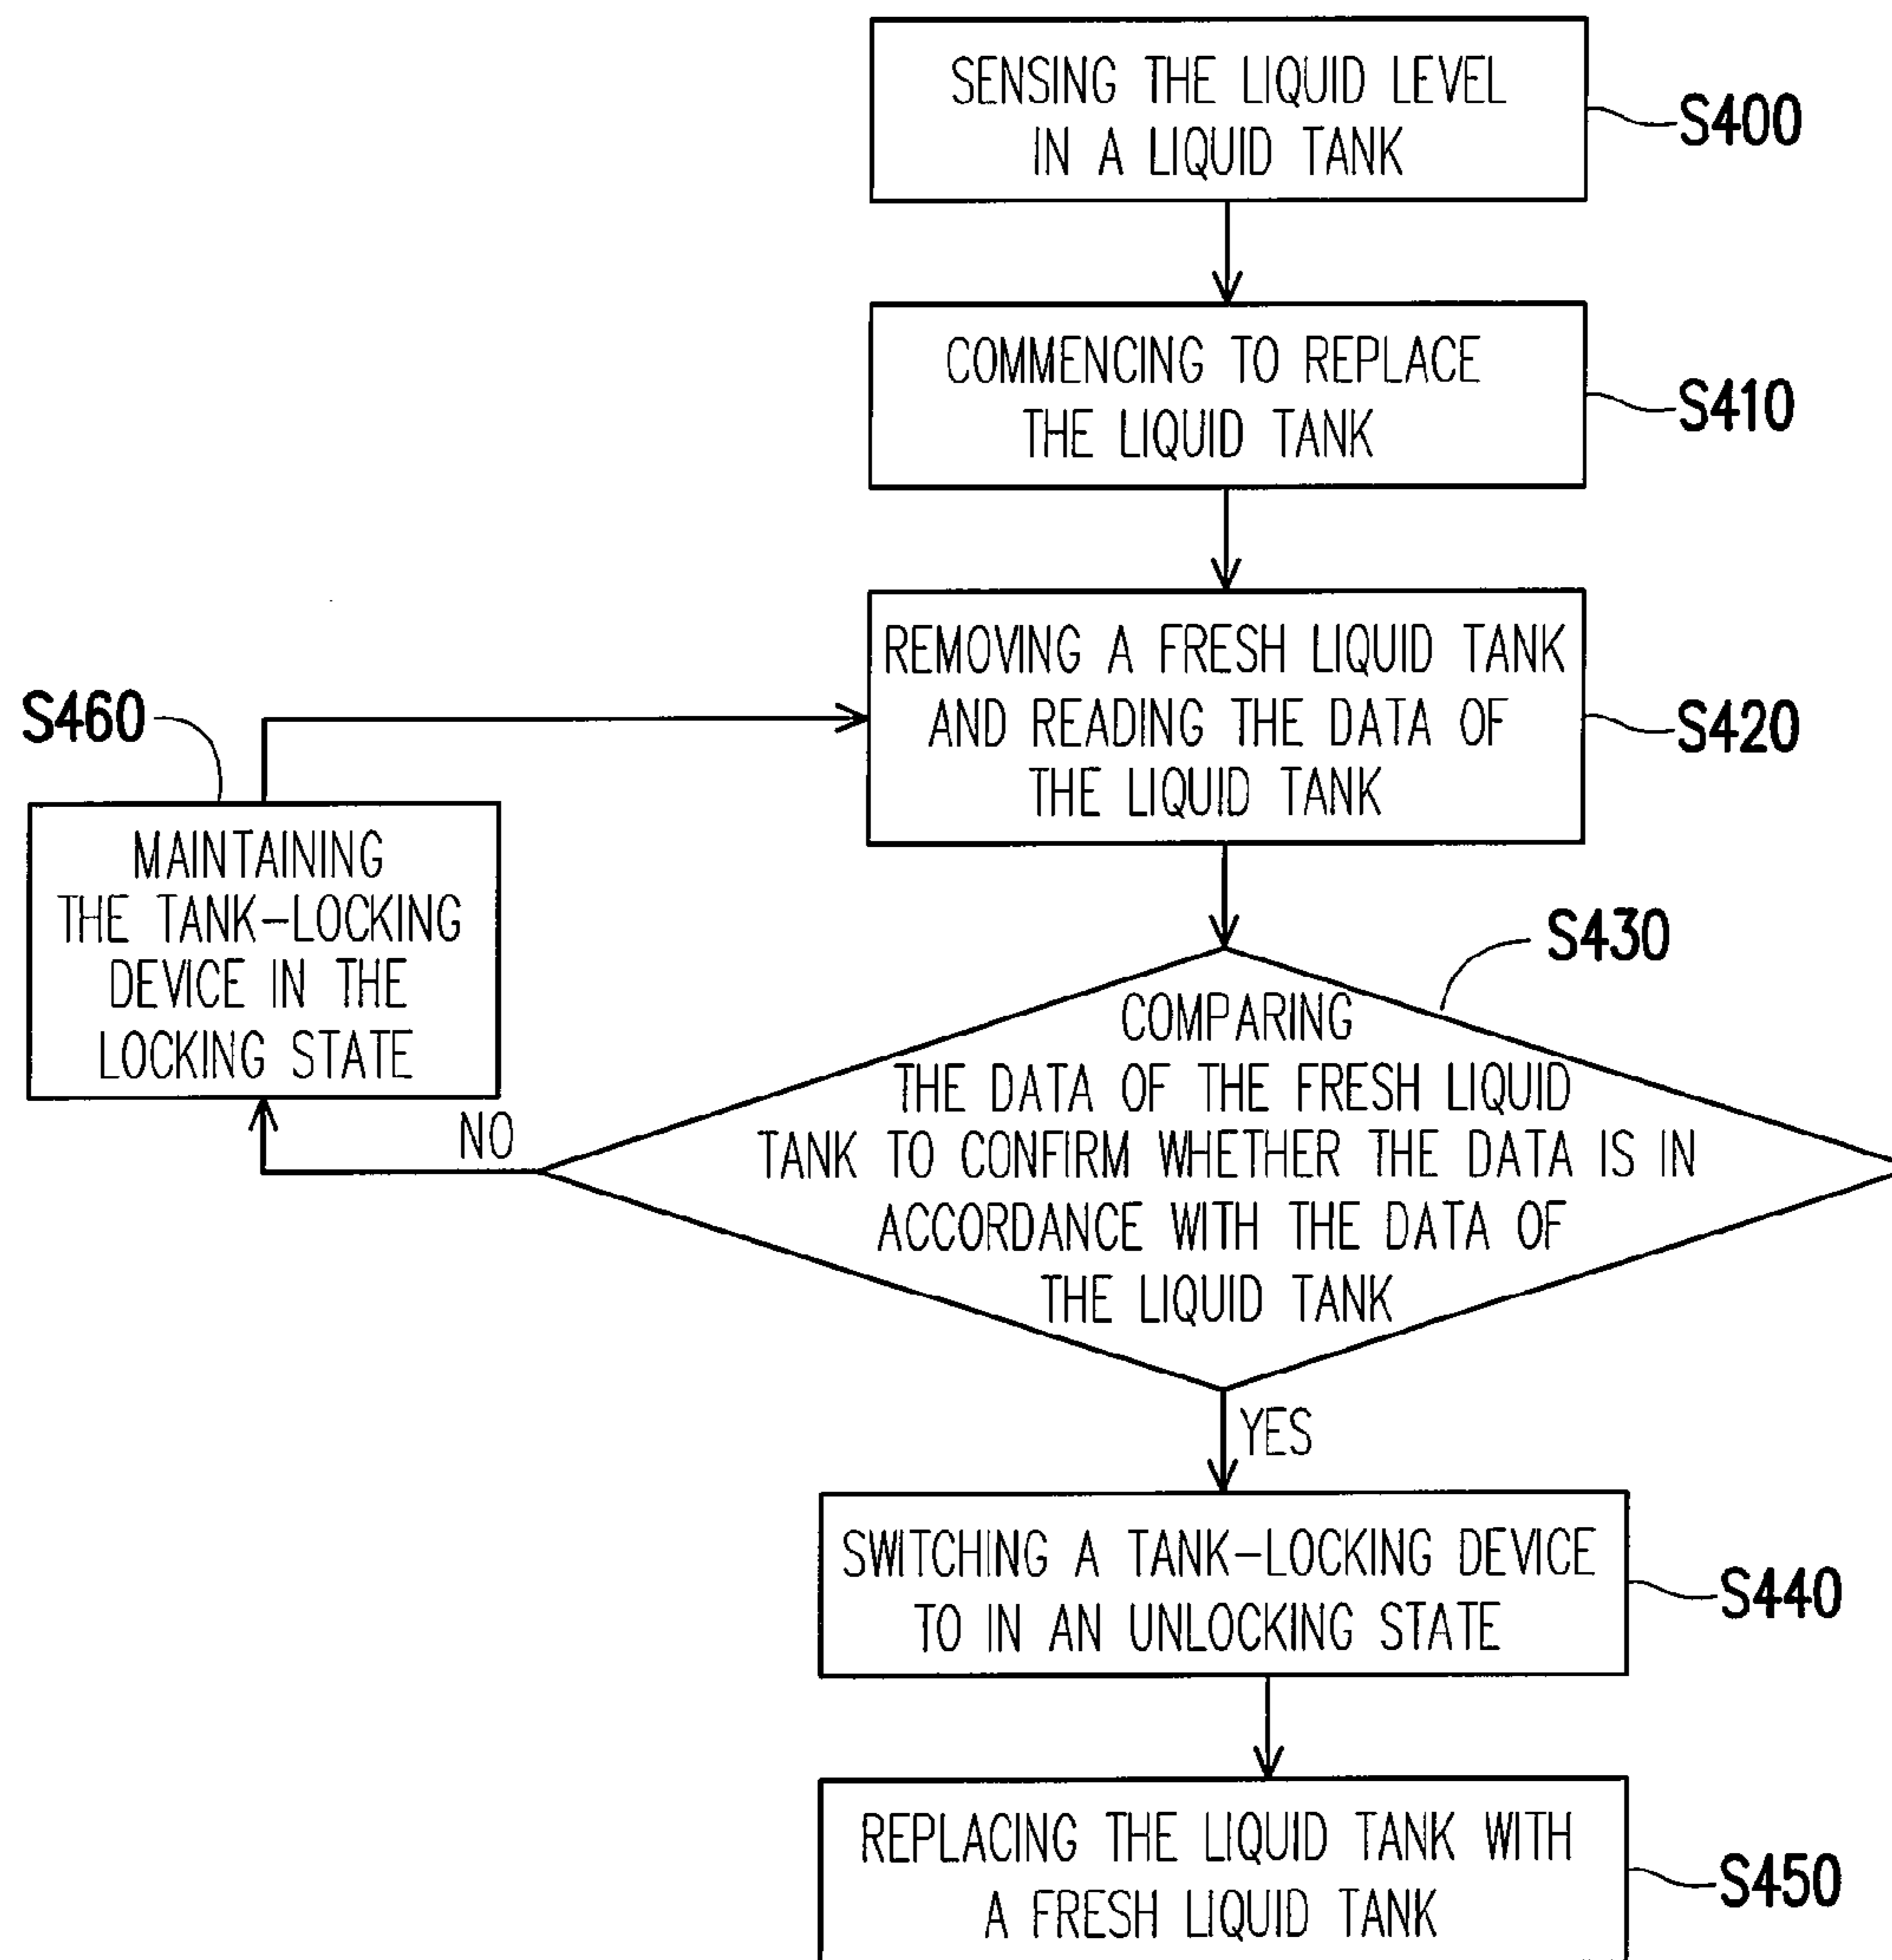 SENSING THE LIQUID LEVEL
IN A LIQUID TANK
S400
COMMENCING TO REPLACE
THE LIQUID TANK
S410
REMOVING A FRESH LIQUID TANK
AND READING THE DATA OF
THE LIQUID TANK
S420
S460
MAINTAINING
THE TANK-LOCKING
DEVICE IN THE
LOCKING STATE
S430
COMPARING
THE DATA OF THE FRESH LIQUID
TANK TO CONFIRM WHETHER THE DATA IS IN
ACCORDANCE WITH THE DATA OF
THE LIQUID TANK
NO
YES
SWITCHING A TANK-LOCKING DEVICE
TO IN AN UNLOCKING STATE
S440
REPLACING THE LIQUID TANK WITH
A FRESH LIQUID TANK
S450